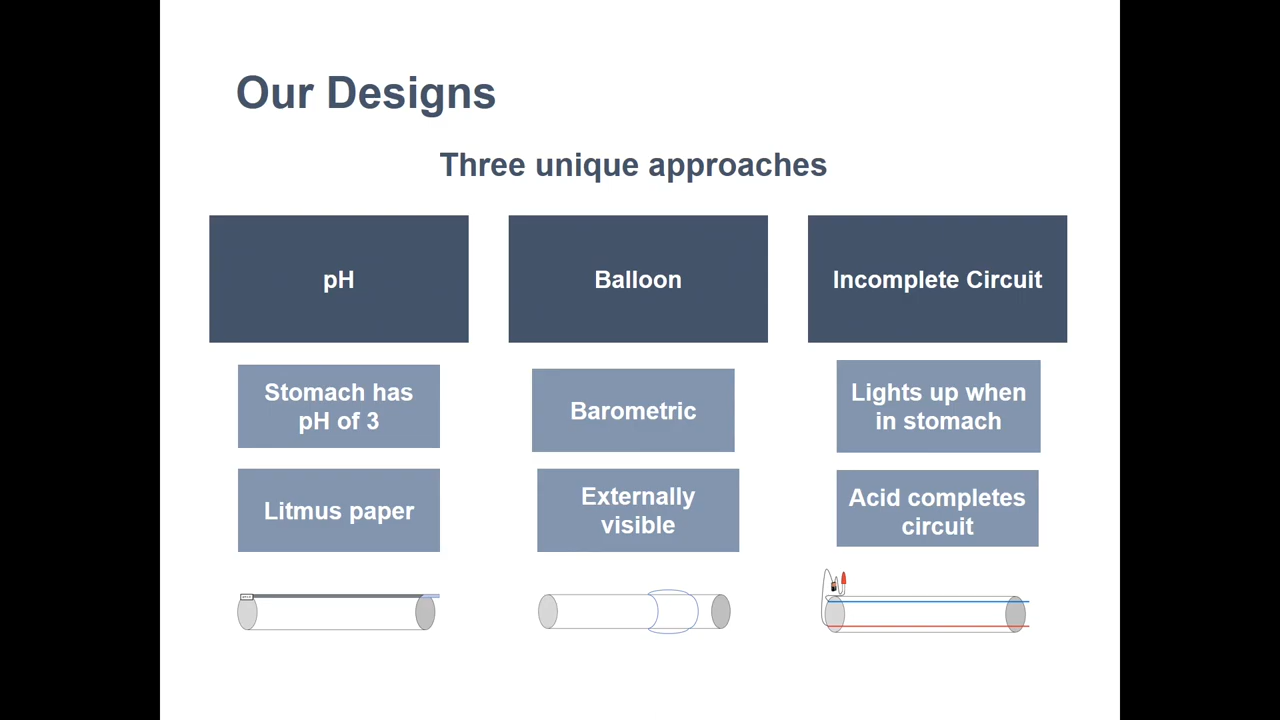 Our Designs
Three unique approaches
pH
Balloon
Incomplete Circuit
Stomach has
pH of 3
Barometric
Lights up when
in stomach
Litmus paper
Externally
visible
Acid completes
circuit